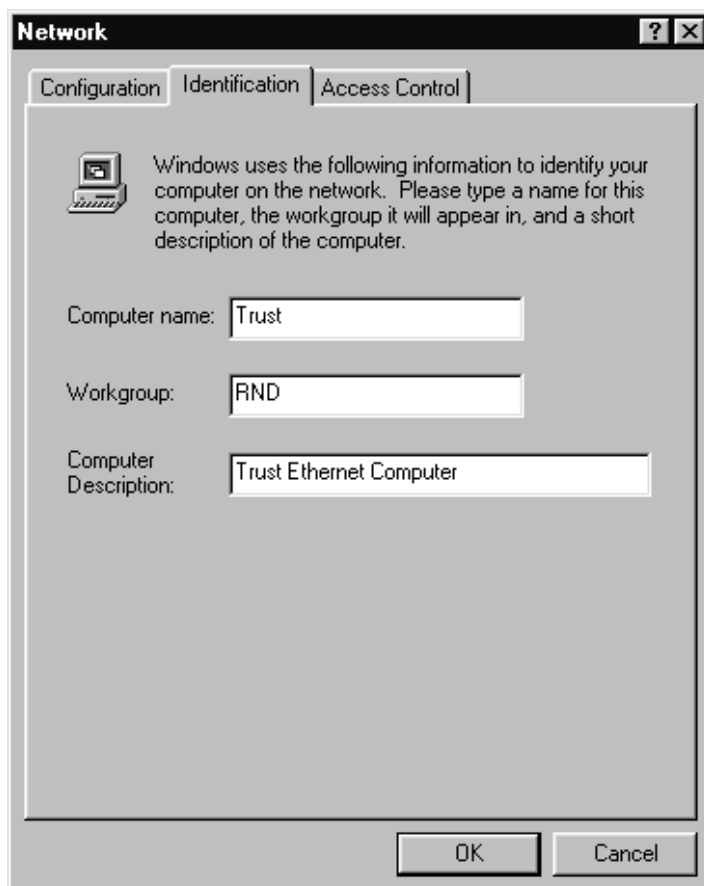 Network
Configuration Identification Access Control
Windows uses the following information to identify your
computer on the network.  Please type a name for this
computer, the workgroup it will appear in, and a short
description of the computer.
Computer name: Trust
Workgroup: RND
Computer
Description: Trust Ethernet Computer
OK Cancel